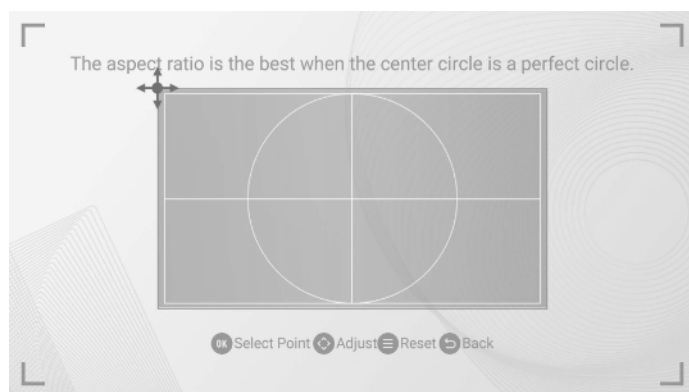 The aspect ratio is the best when the center circle is a perfect circle.
OK Select Point Adjust Reset Back